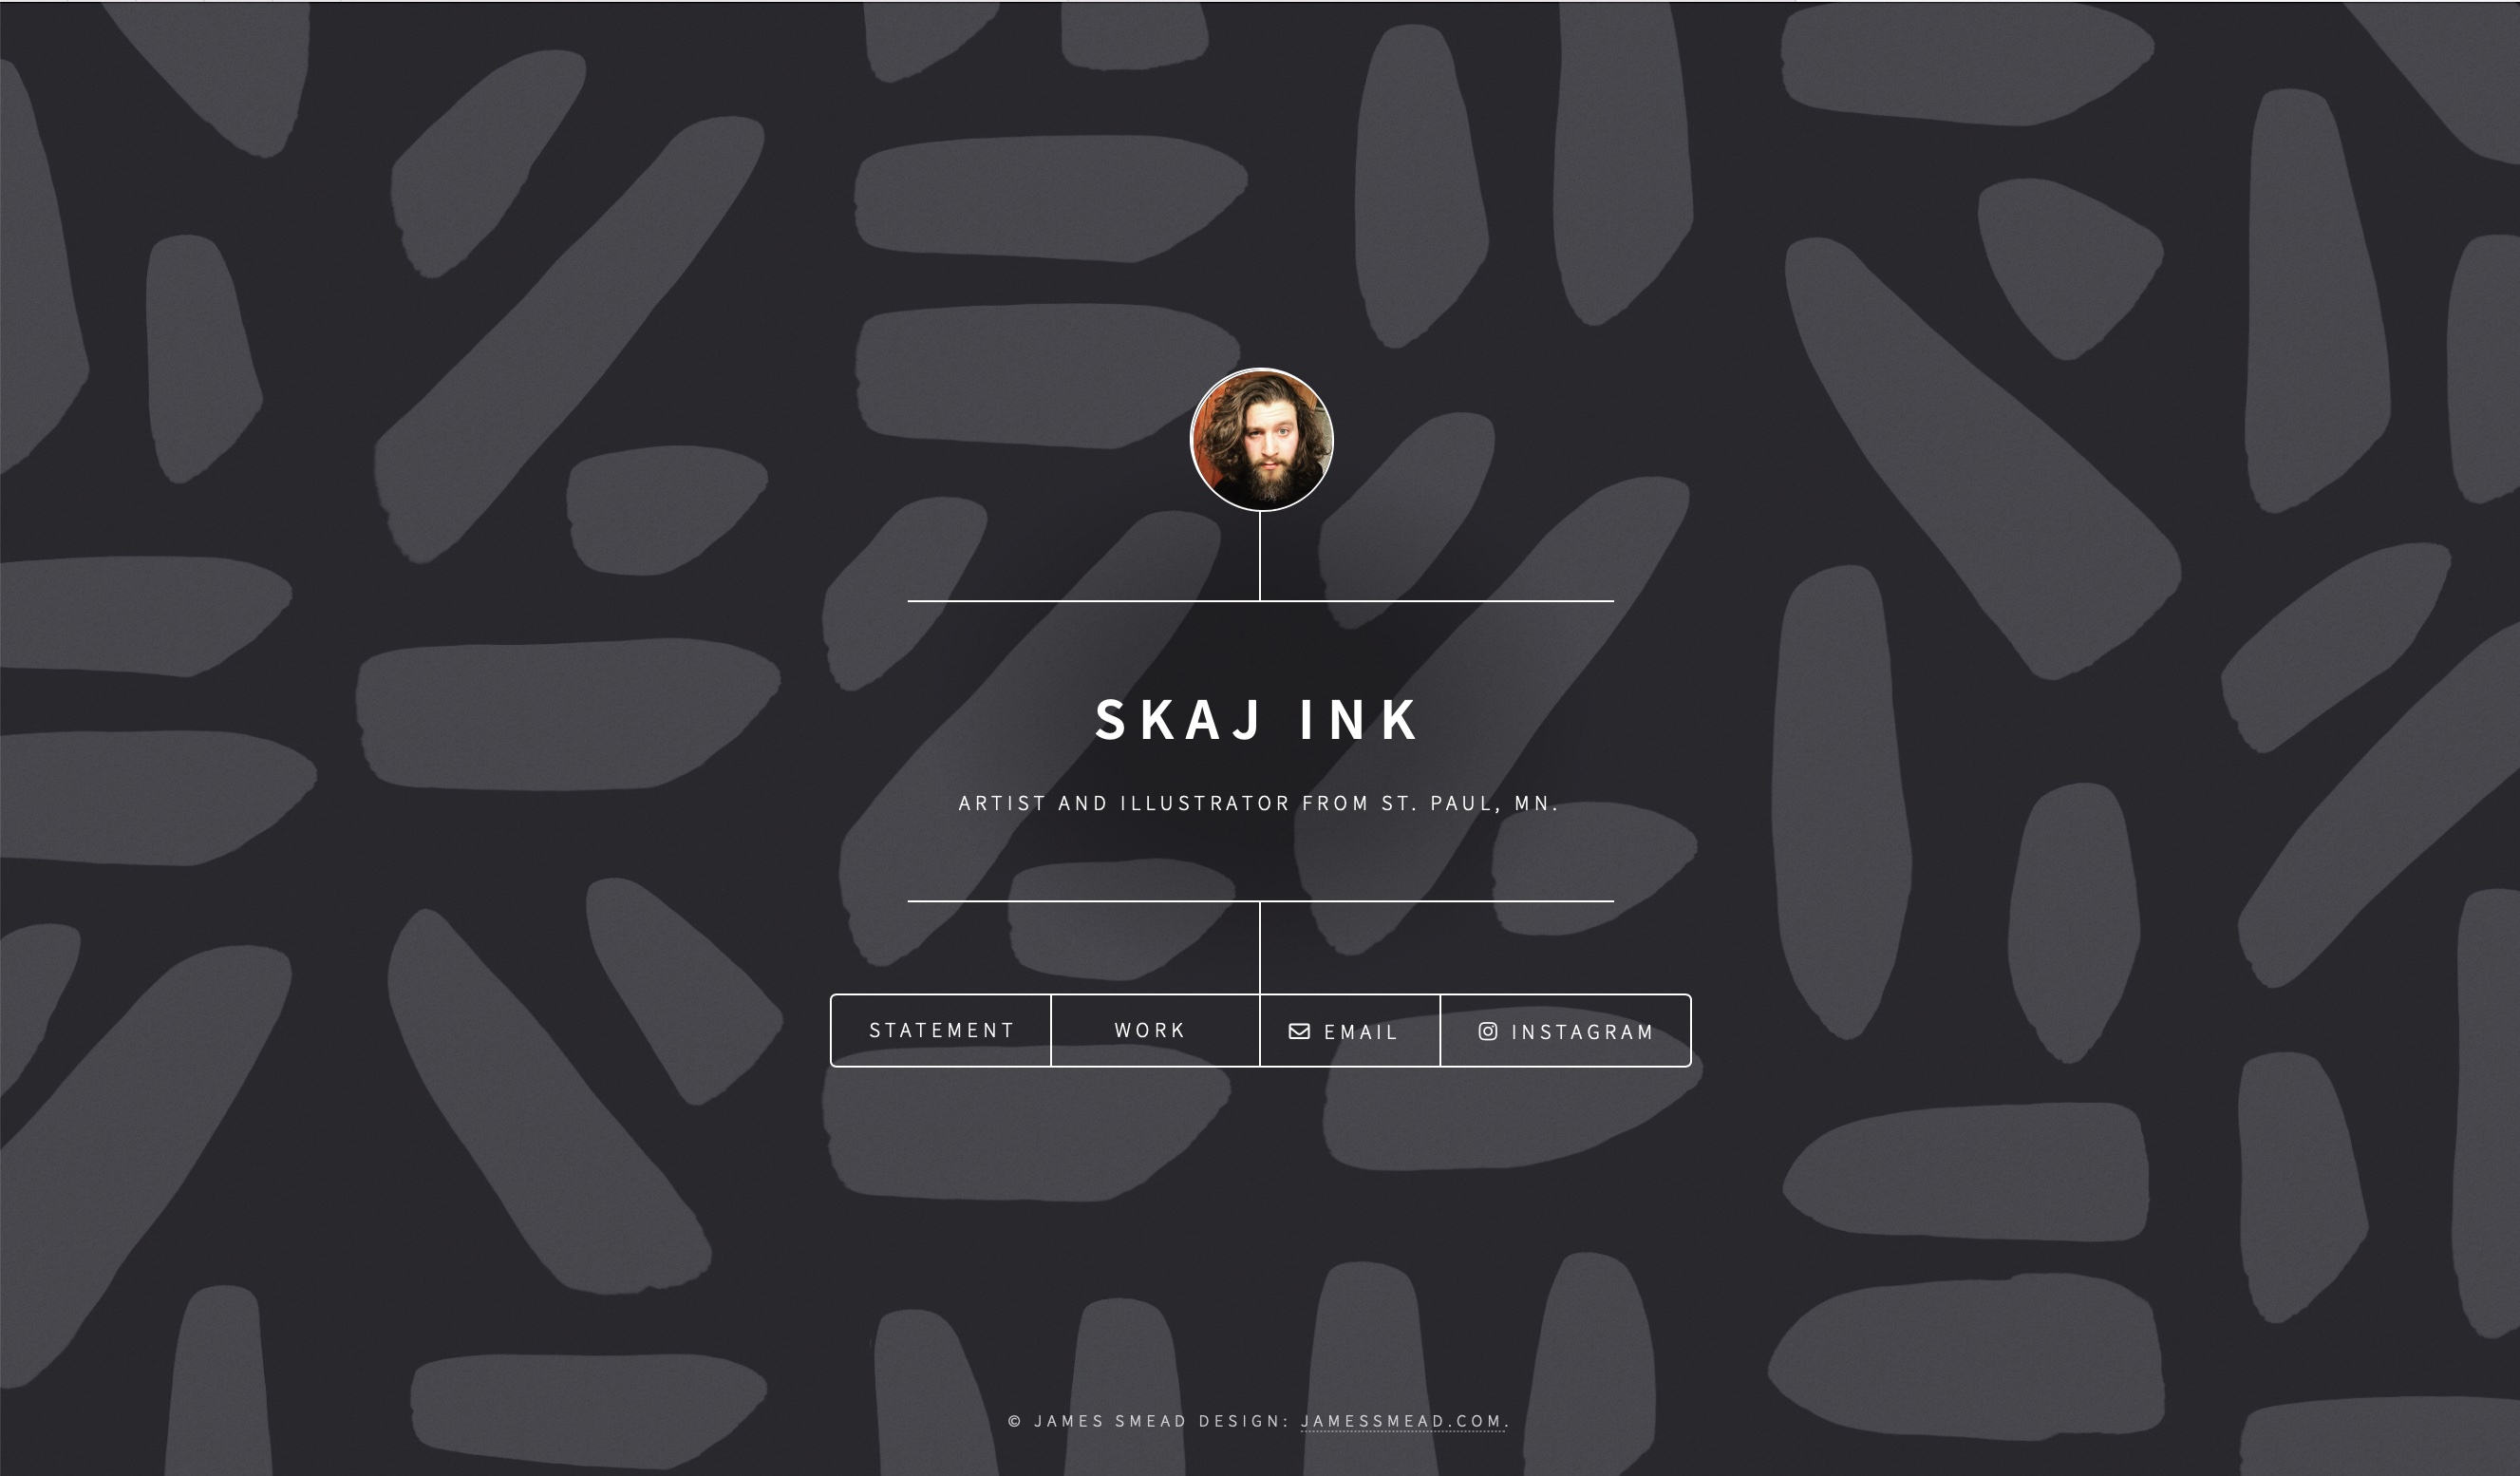 SKAJ INK
ARTIST AND ILLUSTRATOR FROM ST. PAUL, MN.
STATEMENT WORK EMAIL INSTAGRAM
© JAMES SMEAD DESIGN: JAMESSMEAD.COM.